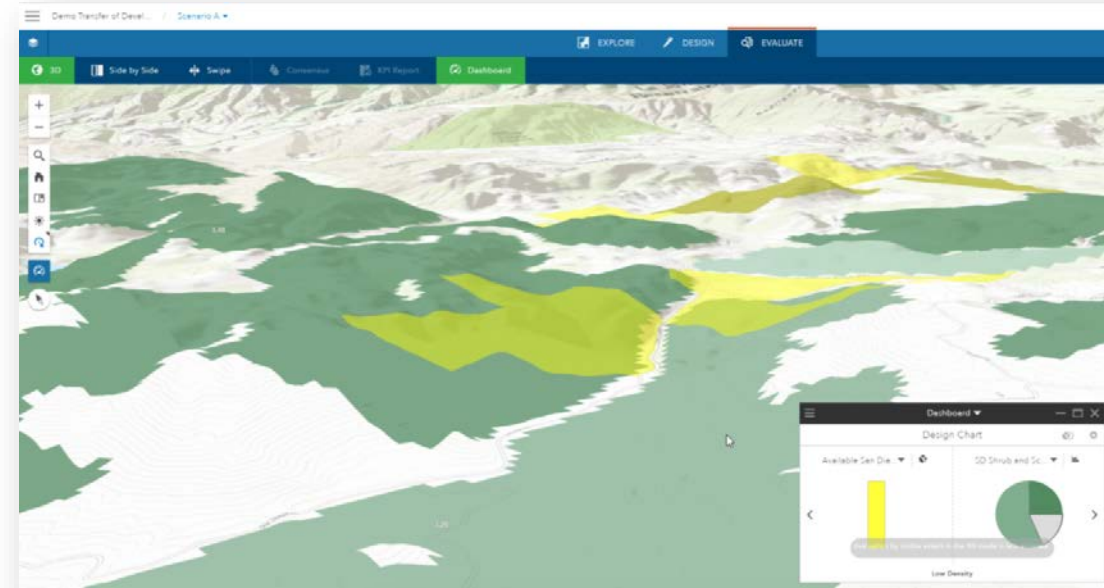 Demo Transfer of Devel... / Scenario A
EXPLORE DESIGN EVALUATE
3D Side by Side Swipe Consensus KPI Report Dashboard
Dashboard
Design Chart
Available San Die... SD Shrub and Sc...
Low Density